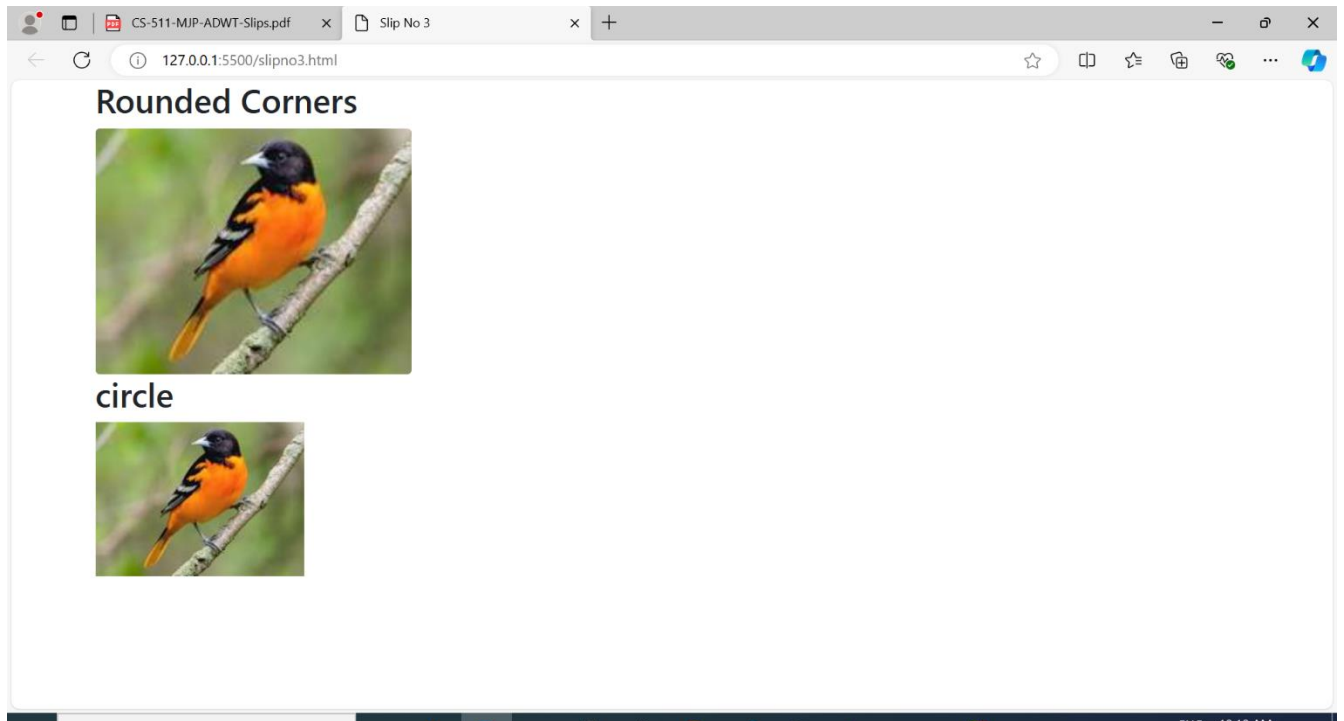 CS-511-MJP-ADWT-Slips.pdf
Slip No 3
127.0.0.1:5500/slipno3.html
Rounded Corners
circle